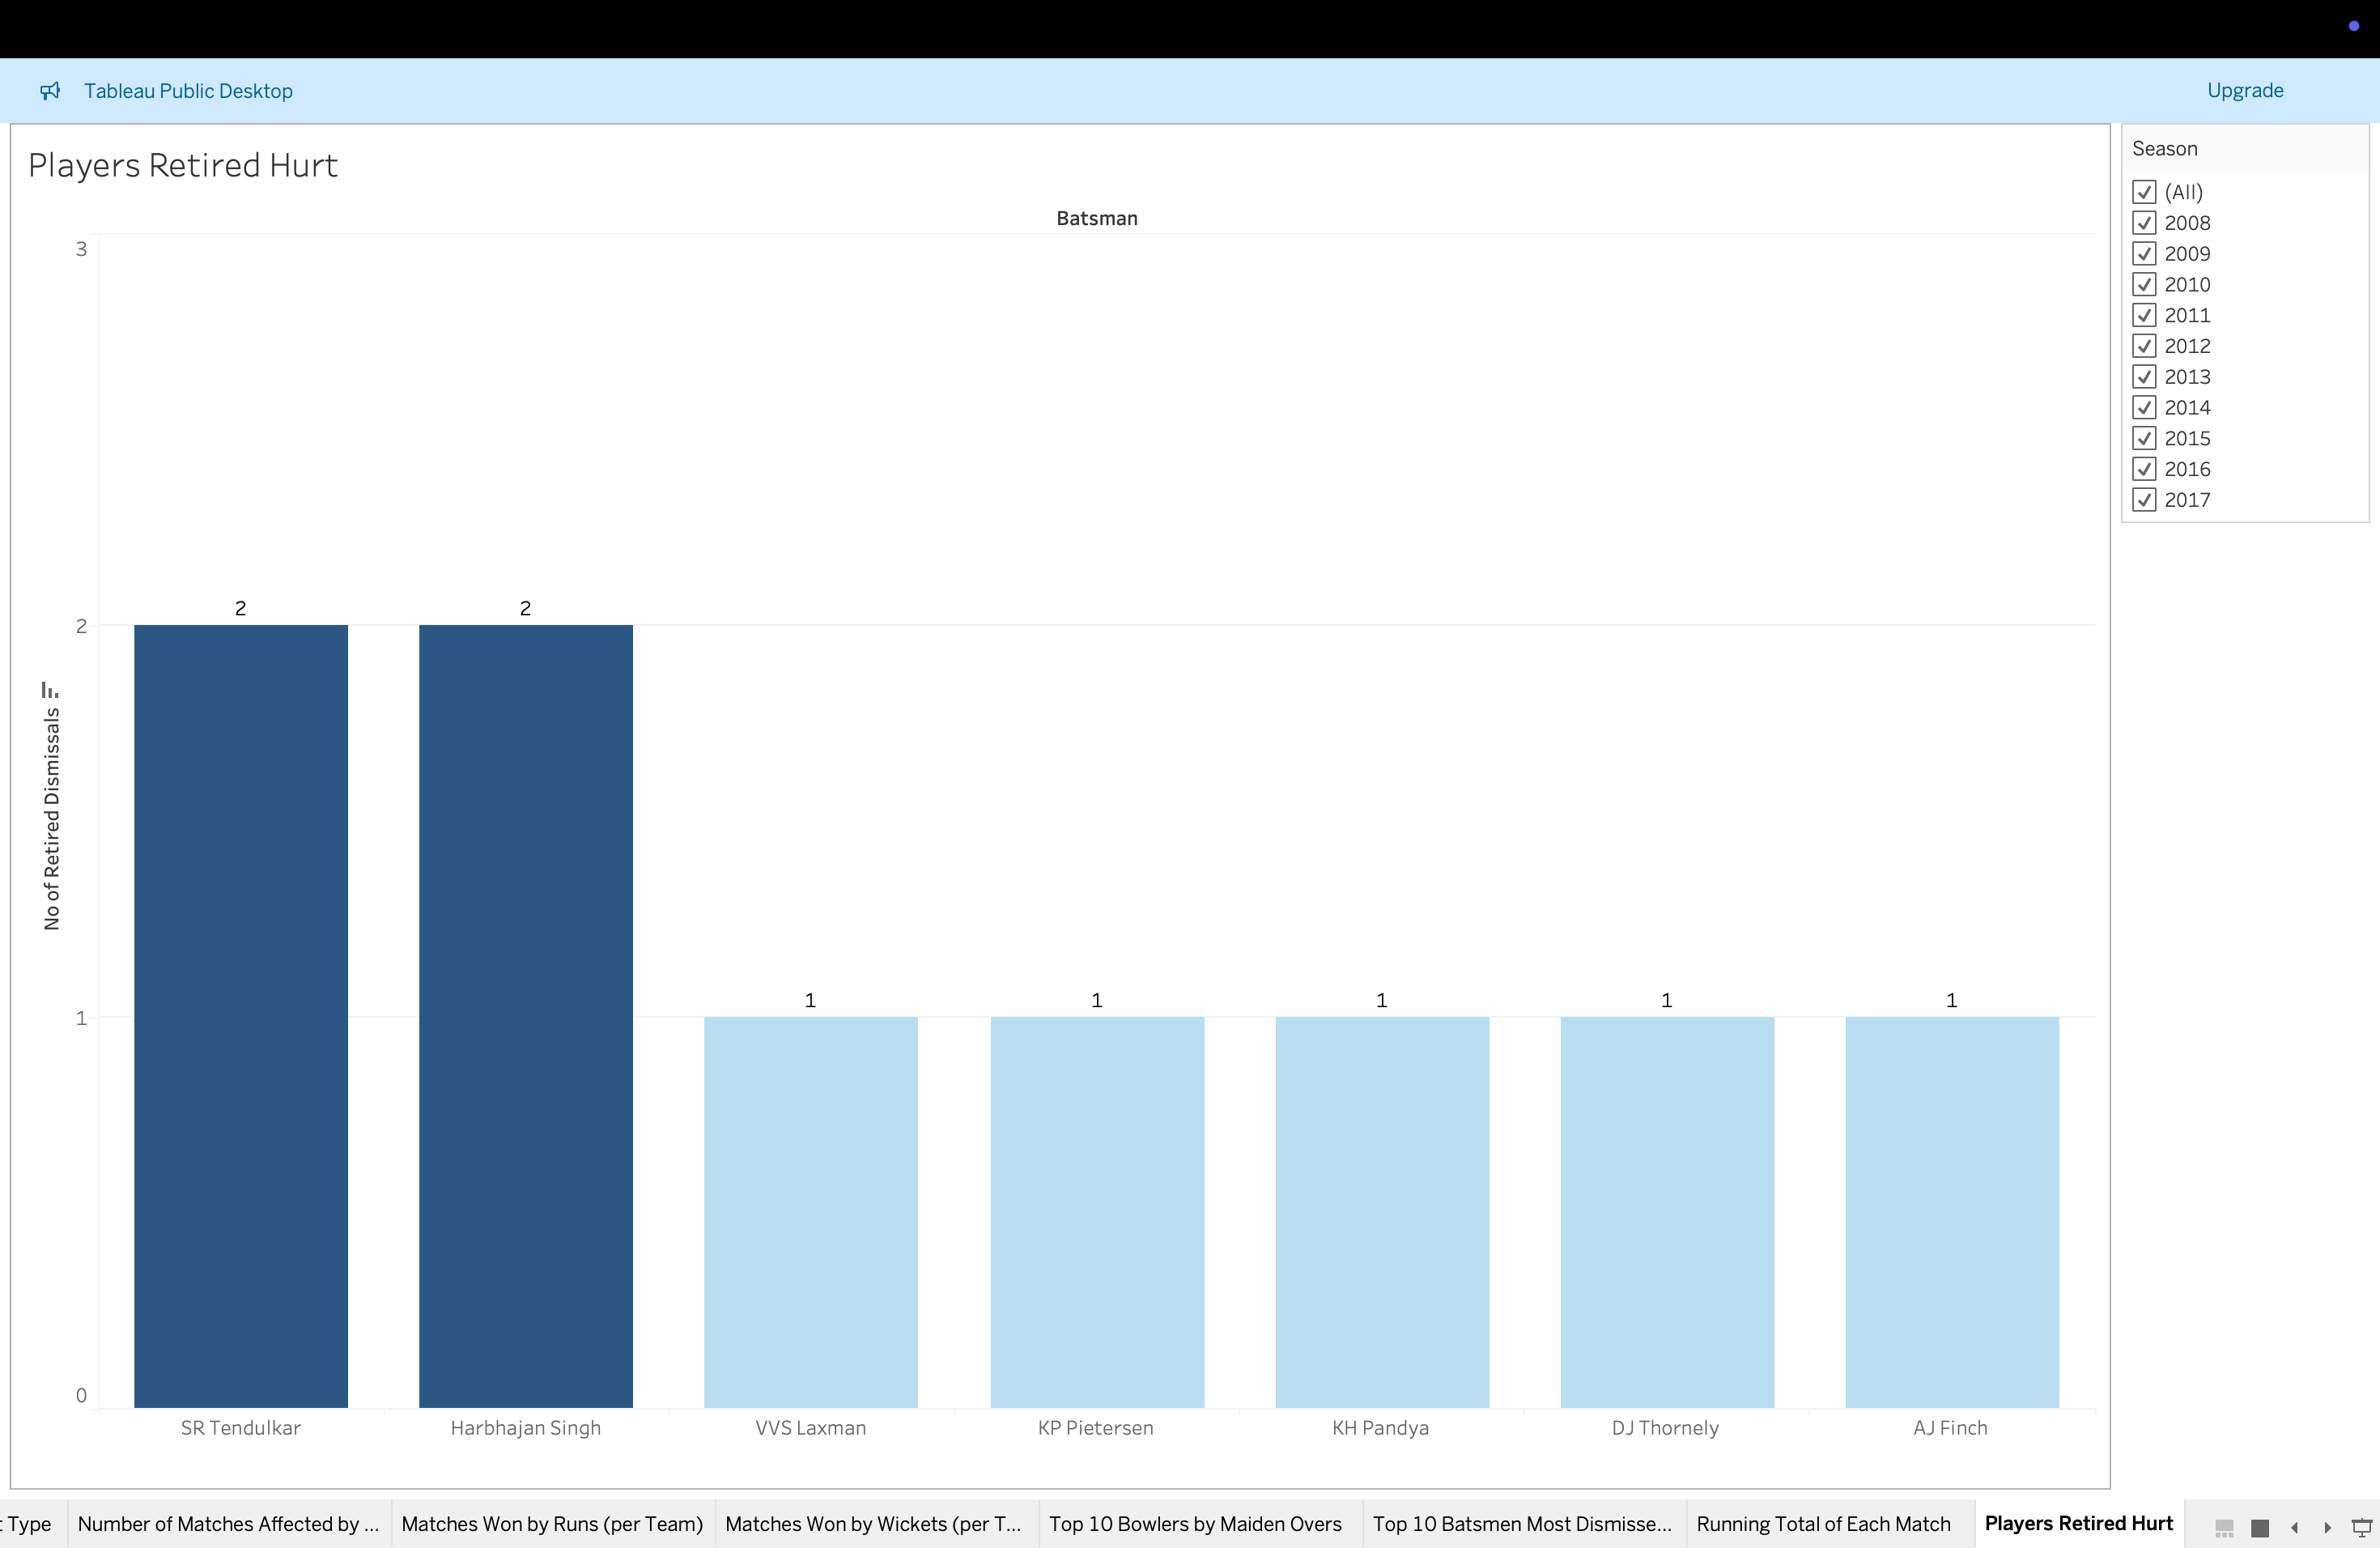 Tableau Public Desktop
Upgrade
Players Retired Hurt
Batsman
3
2
1
0
No of Retired Dismissals
2
2
1
1
1
1
1
SR Tendulkar
Harbhajan Singh
VVS Laxman
KP Pietersen
KH Pandya
DJ Thornely
AJ Finch
Season
(All)
2008
2009
2010
2011
2012
2013
2014
2015
2016
2017
t Type
Number of Matches Affected by ...
Matches Won by Runs (per Team)
Matches Won by Wickets (per T...
Top 10 Bowlers by Maiden Overs
Top 10 Batsmen Most Dismisse...
Running Total of Each Match
Players Retired Hurt